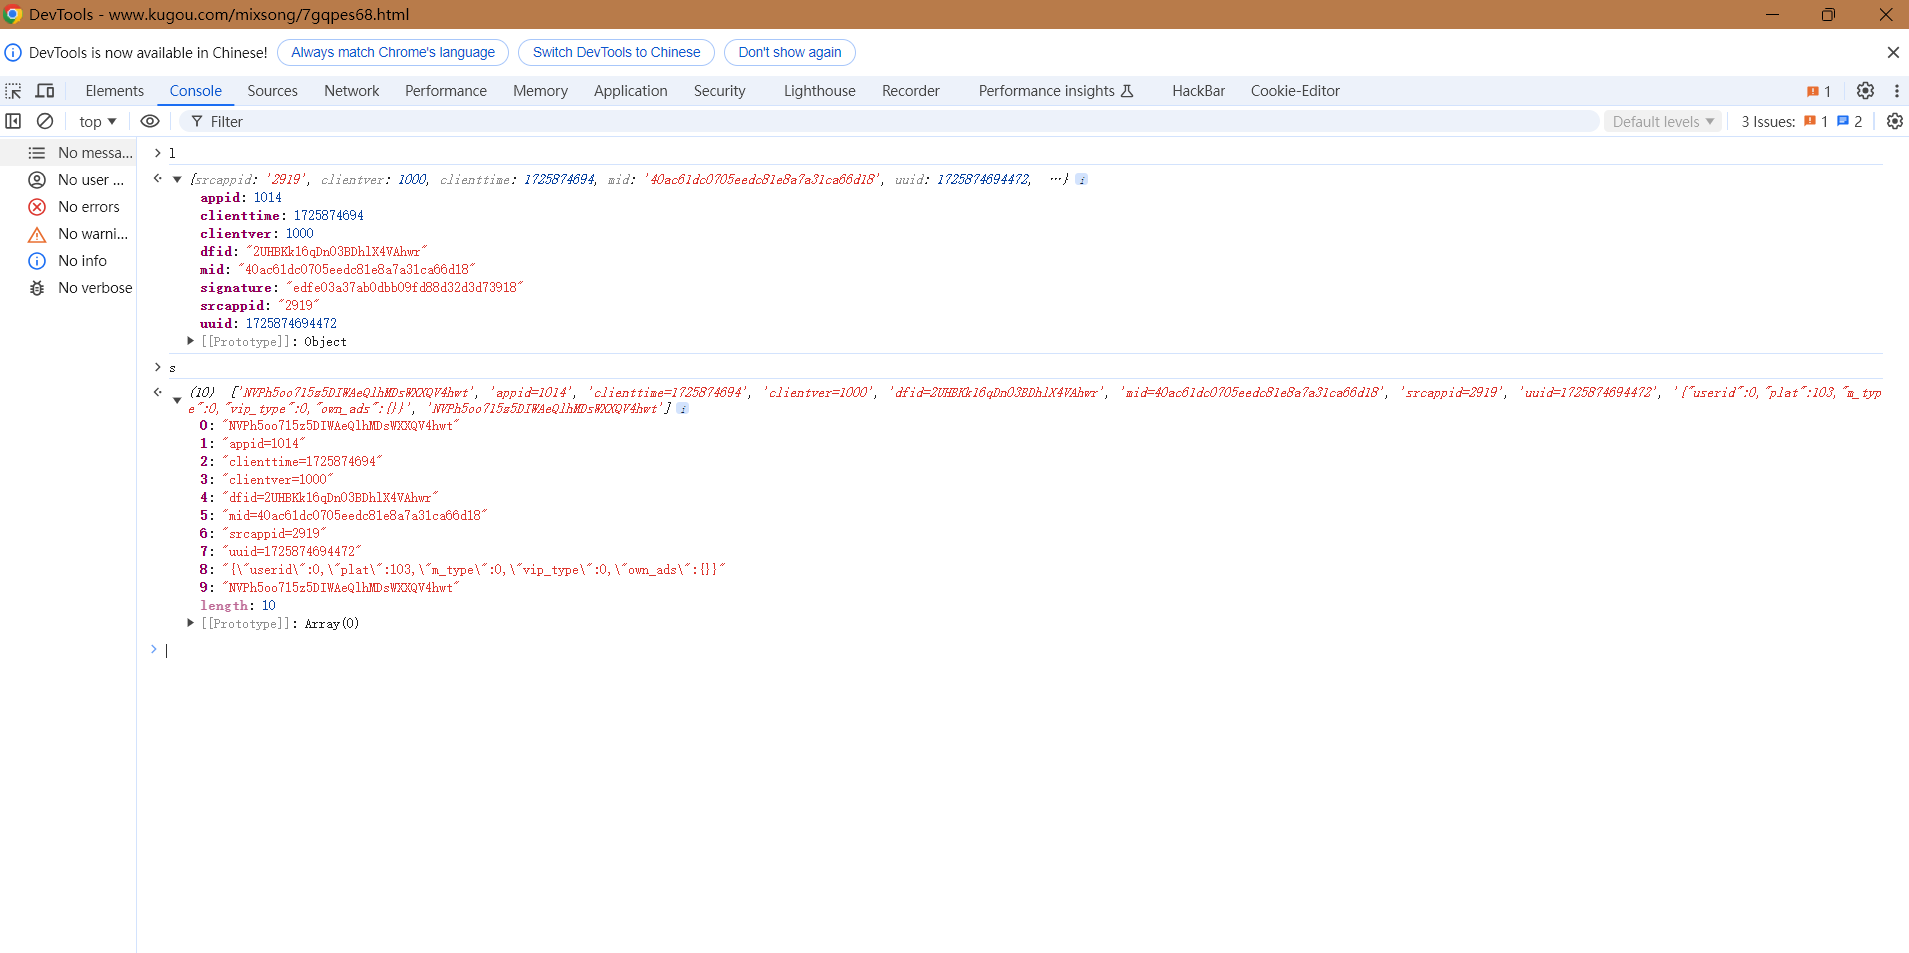 DevTools - www.kugou.com/mixsong/7gqpes68.html
DevTools is now available in Chinese! Always match Chrome's language Switch DevTools to Chinese Don't show again
Elements Console Sources Network Performance Memory Application Security Lighthouse Recorder Performance insights HackBar Cookie-Editor 1
top Filter Default levels 3 Issues: 1 2
No messa...
No user ...
No errors
No warni...
No info
No verbose
> l
{srcappid: '2919', clientver: 1000, clienttime: 1725874694, mid: '40ac61dc0705eedc81e8a7a31ca66d18', uuid: 1725874694472, …}
appid: 1014
clienttime: 1725874694
clientver: 1000
dfid: "2UHBKk16qDnO3BDhlX4VAhwr"
mid: "40ac61dc0705eedc81e8a7a31ca66d18"
signature: "edfe03a37ab0dbb09fd88d32d3d73918"
srcappid: "2919"
uuid: 1725874694472
[[Prototype]]: Object
> s
(10) ['NVPh5oo715z5DIWAeQlhMDsWXXQV4hwt', 'appid=1014', 'clienttime=1725874694', 'clientver=1000', 'dfid=2UHBKk16qDnO3BDhlX4VAhwr', 'mid=40ac61dc0705eedc81e8a7a31ca66d18', 'srcappid=2919', 'uuid=1725874694472', '{"userid":0,"plat":103,"m_typ
e":0,"vip_type":0,"own_ads":{}}', 'NVPh5oo715z5DIWAeQlhMDsWXXQV4hwt']
0: "NVPh5oo715z5DIWAeQlhMDsWXXQV4hwt"
1: "appid=1014"
2: "clienttime=1725874694"
3: "clientver=1000"
4: "dfid=2UHBKk16qDnO3BDhlX4VAhwr"
5: "mid=40ac61dc0705eedc81e8a7a31ca66d18"
6: "srcappid=2919"
7: "uuid=1725874694472"
8: "{\"userid\":0,\"plat\":103,\"m_type\":0,\"vip_type\":0,\"own_ads\":{}}"
9: "NVPh5oo715z5DIWAeQlhMDsWXXQV4hwt"
length: 10
[[Prototype]]: Array(0)
>